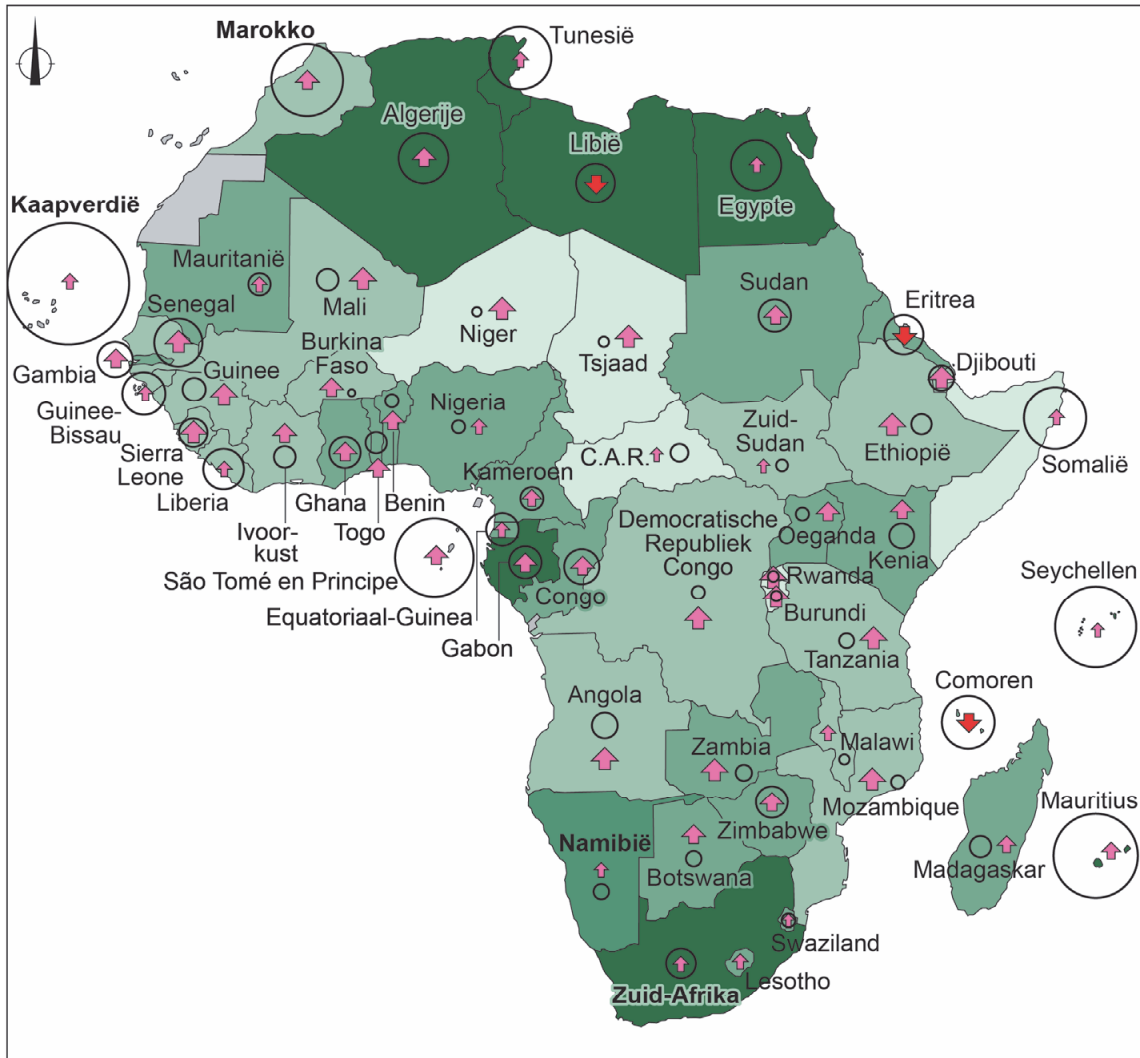 Marokko
Tunesië
Algerije
Libië
Egypte
Kaapverdië
Mauritanië
Mali
Niger
Tsjaad
Sudan
Eritrea
Senegal
Gambia
Burkina
Faso
Djibouti
Guinee
Guinee-
Bissau
Nigeria
Zuid-
Sudan
Ethiopië
Somalië
Sierra
Leone
Liberia
C.A.R.
Ghana
Benin
Kameroen
Ivoor-
kust
Togo
Democratische
Republiek
Congo
Oeganda
Kenia
São Tomé en Principe
Congo
Rwanda
Seychellen
Equatoriaal-Guinea
Burundi
Gabon
Tanzania
Angola
Comoren
Zambia
Malawi
Mozambique
Mauritius
Zimbabwe
Namibië
Botswana
Madagaskar
Swaziland
Lesotho
Zuid-Afrika